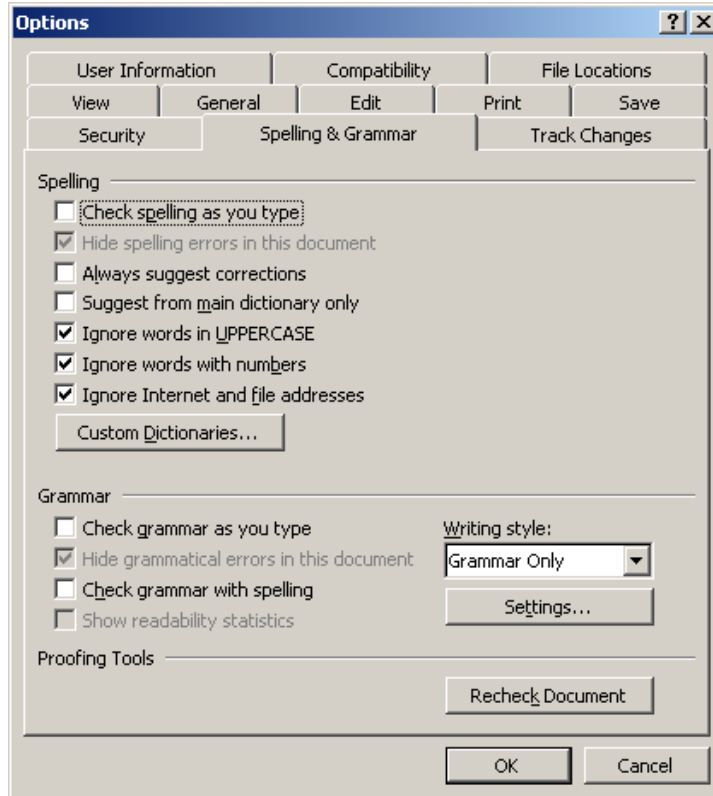 Options
User Information Compatibility File Locations
View General Edit Print Save
Security Spelling & Grammar Track Changes
Spelling
Check spelling as you type
Hide spelling errors in this document
Always suggest corrections
Suggest from main dictionary only
Ignore words in UPPERCASE
Ignore words with numbers
Ignore Internet and file addresses
Custom Dictionaries...
Grammar
Check grammar as you type Writing style:
Hide grammatical errors in this document Grammar Only
Check grammar with spelling Settings...
Show readability statistics
Proofing Tools
Recheck Document
OK Cancel